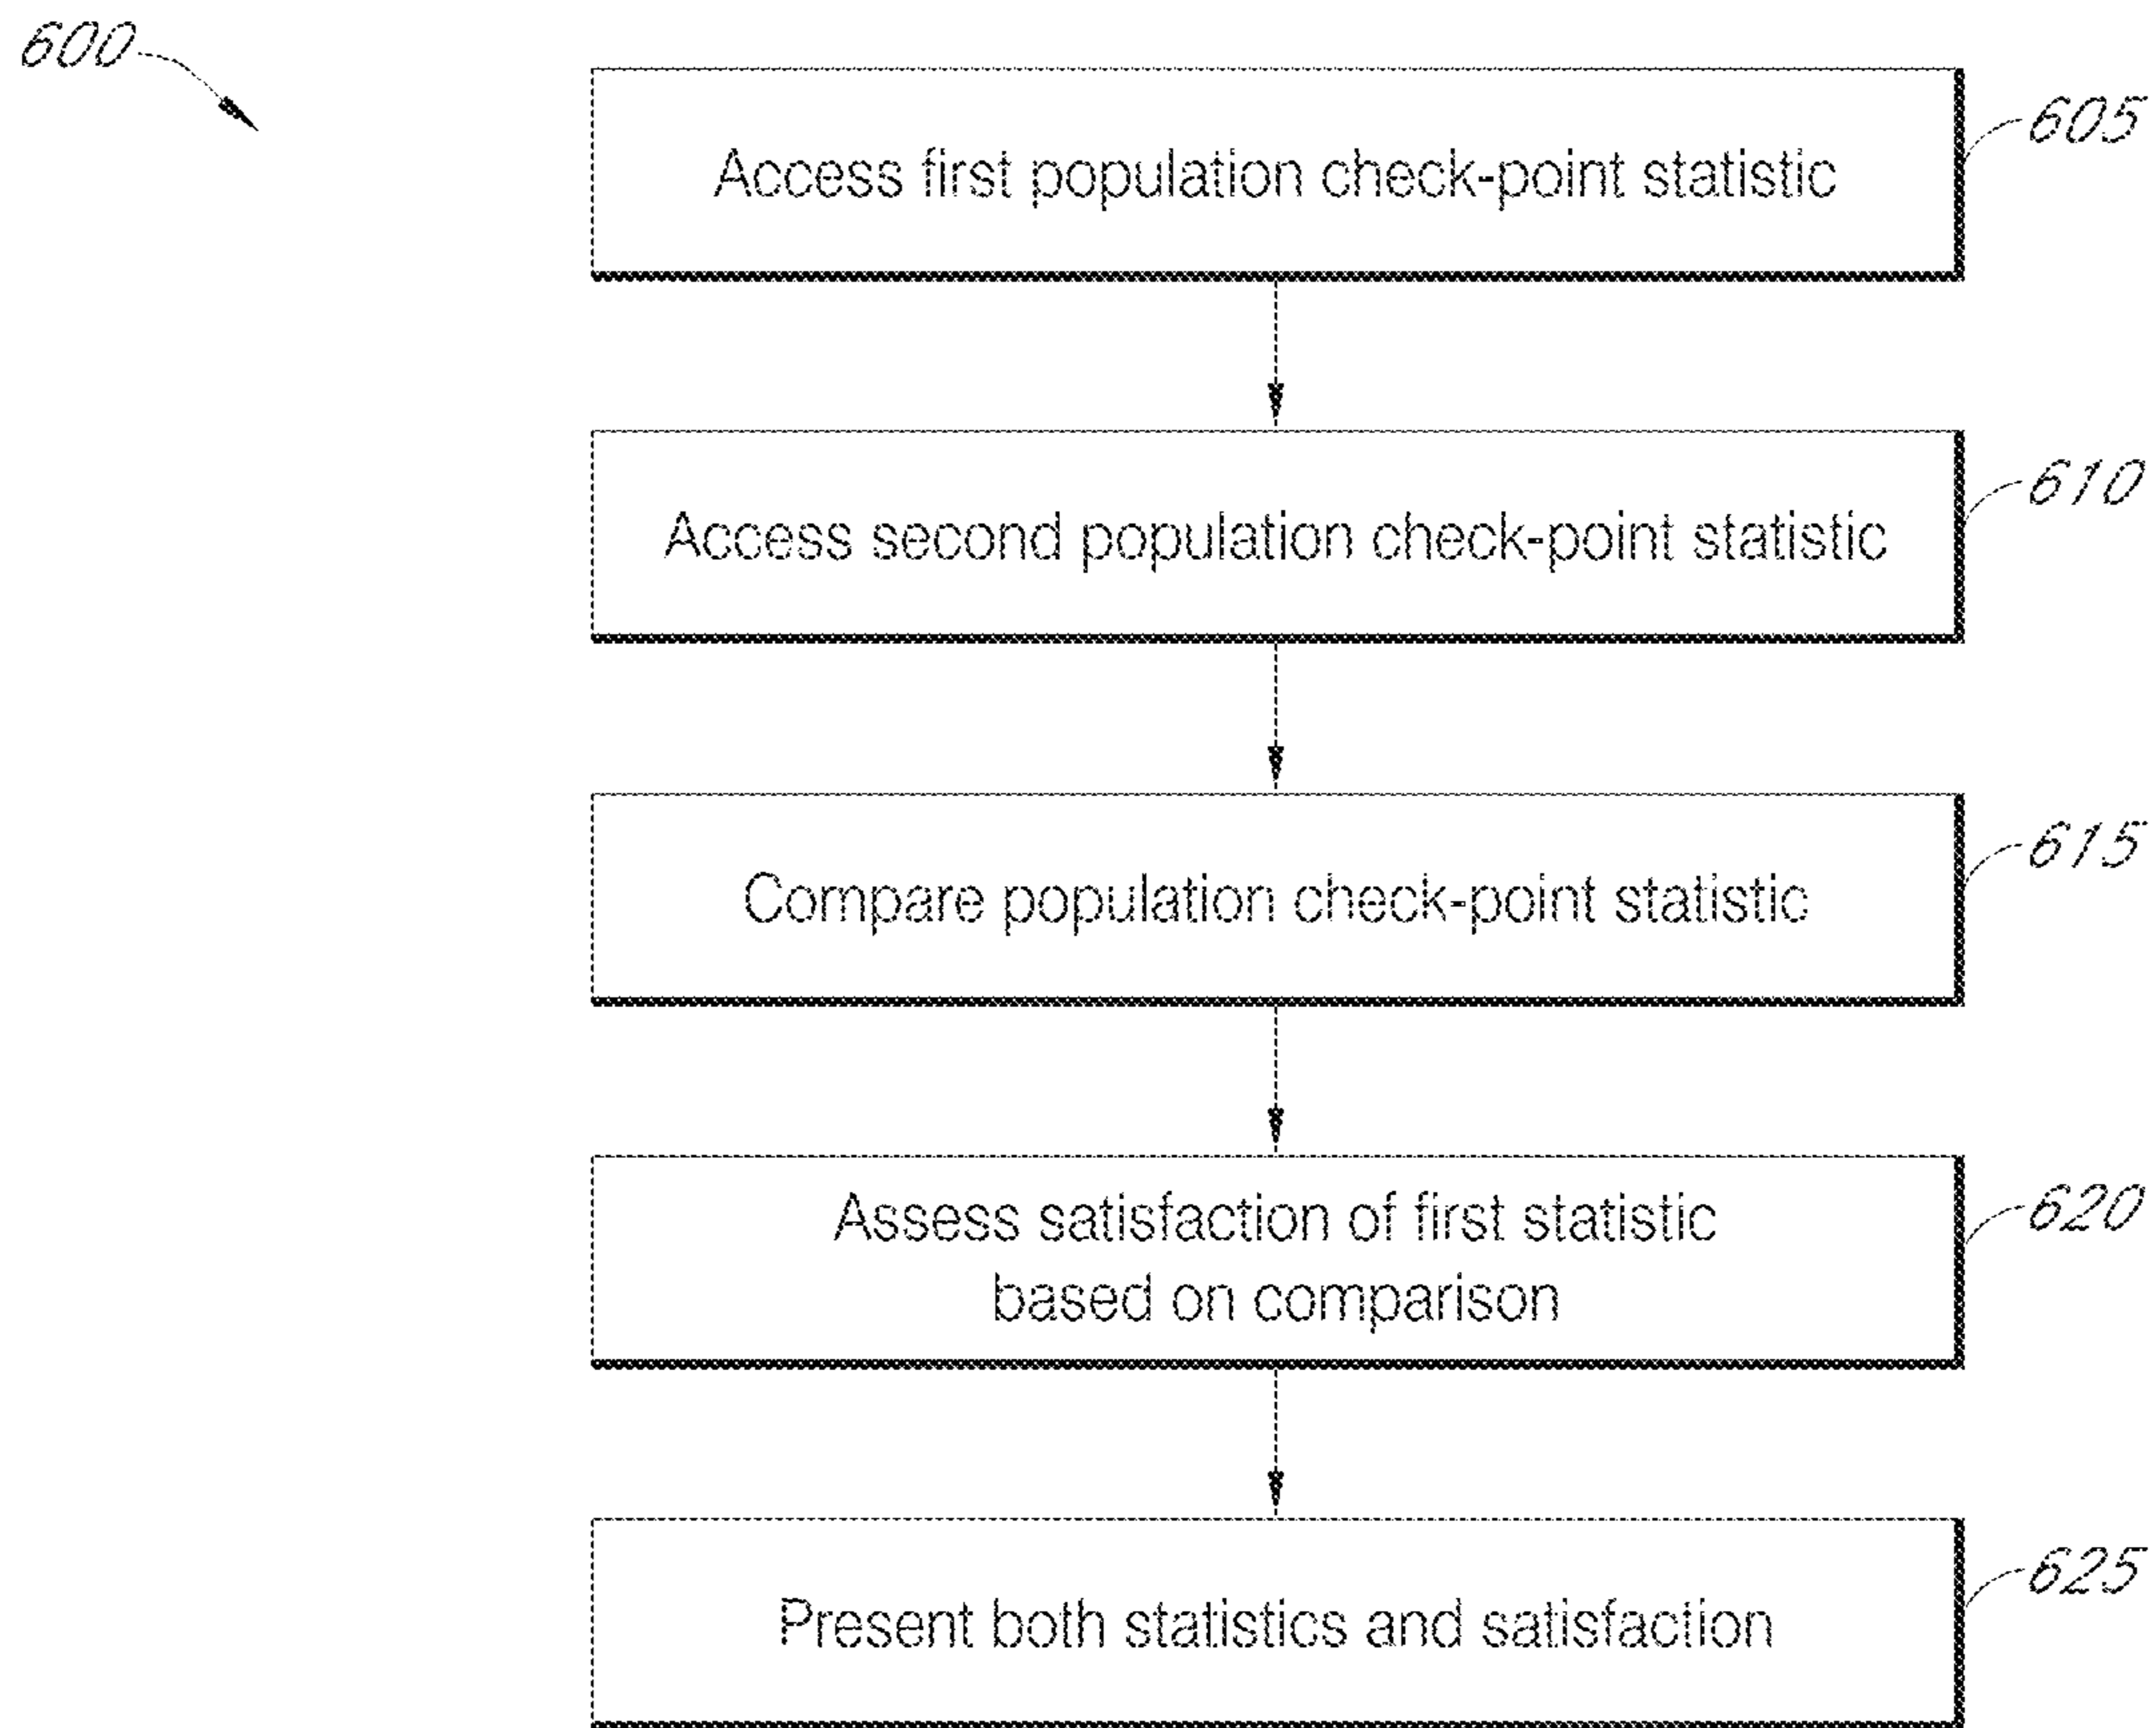 600
Access first population check-point statistic
605
Access second population check-point statistic
610
Compare population check-point statistic
615
Assess satisfaction of first statistic
based on comparison
620
Present both statistics and satisfaction
625